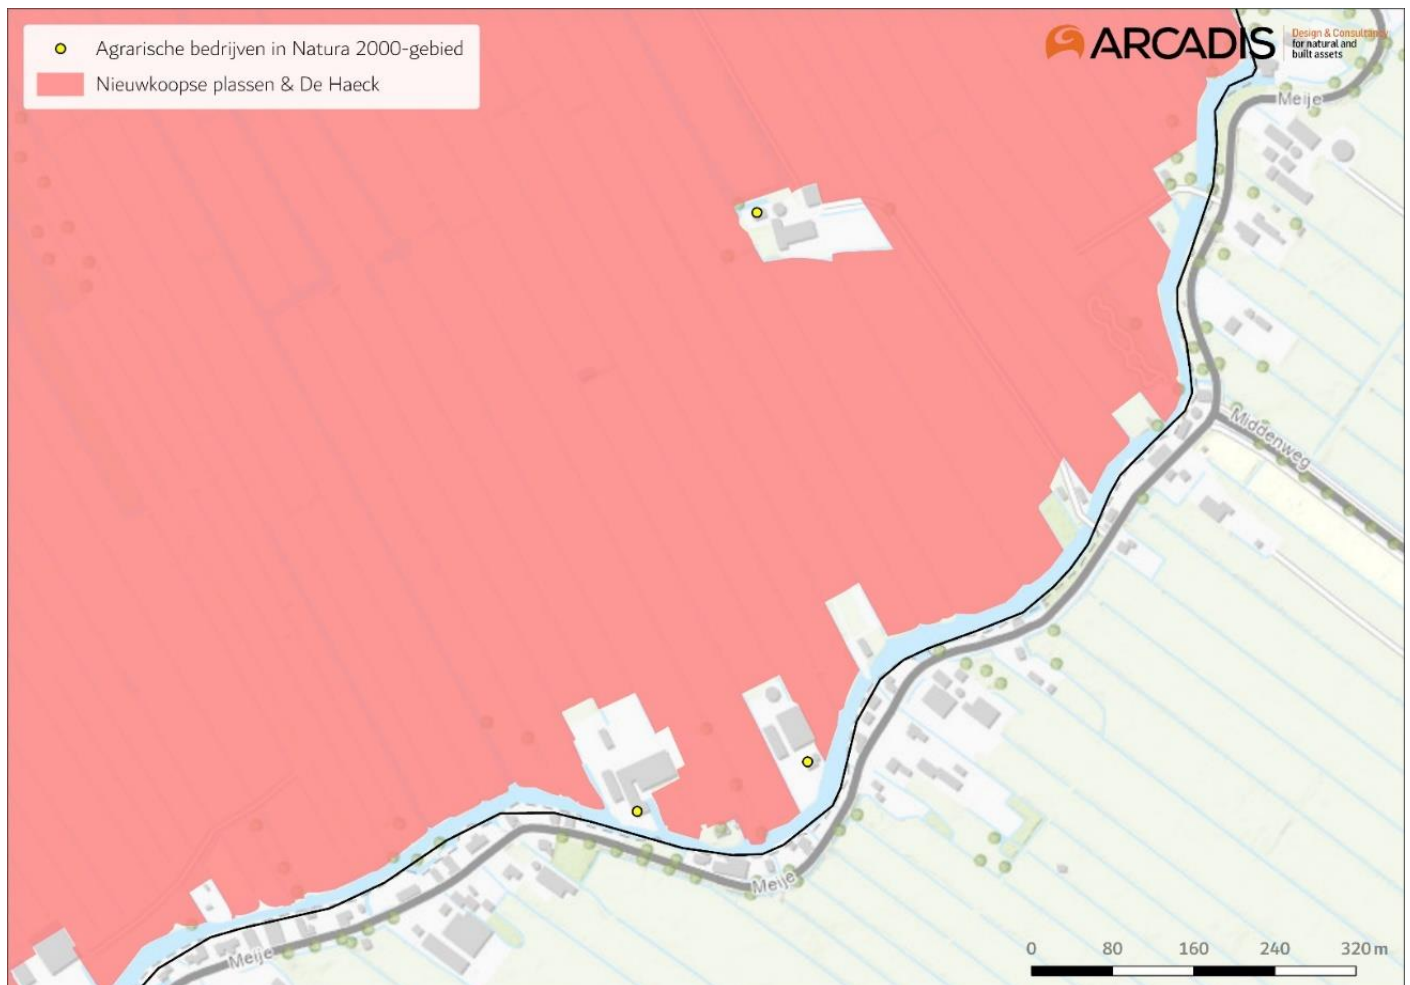 Agrarische bedrijven in Natura 2000-gebied
Nieuwkoopse plassen & De Haeck
ARCADIS
Design & Consultancy
for natural and
built assets
Meije
Middenweg
Meije
Meije
0 80 160 240 320 m